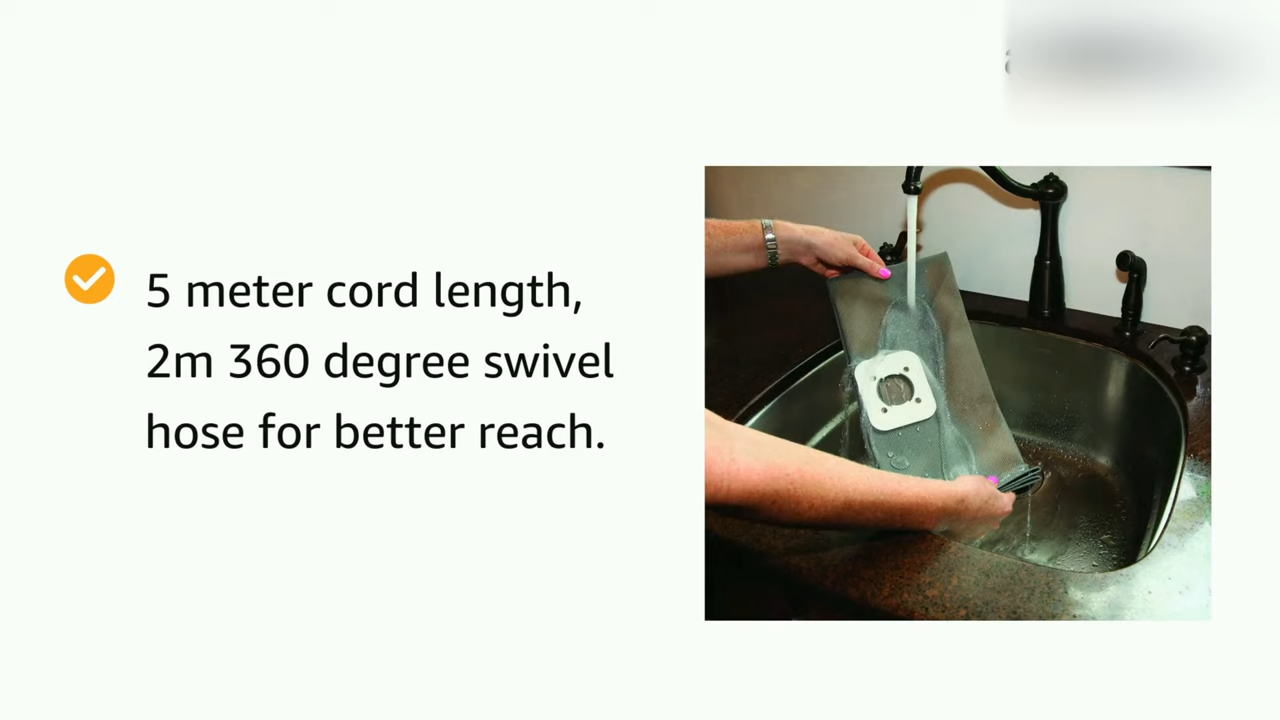 5 meter cord length,
2m 360 degree swivel
hose for better reach.